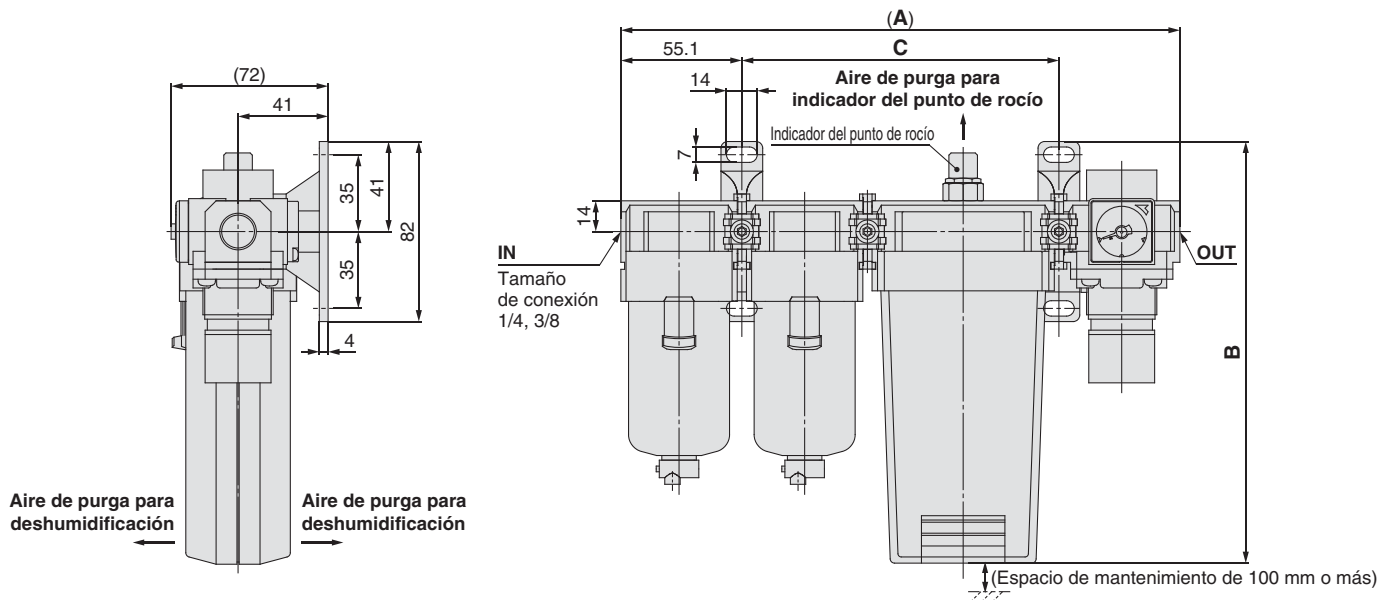 (72)
41
35
41
82
35
4
Aire de purga para
deshumidificación
Aire de purga para
deshumidificación
(A)
55.1
C
14
Aire de purga para
indicador del punto de rocío
Indicador del punto de rocío
7
14
IN
Tamaño
de conexión
1/4, 3/8
OUT
B
(Espacio de mantenimiento de 100 mm o más)